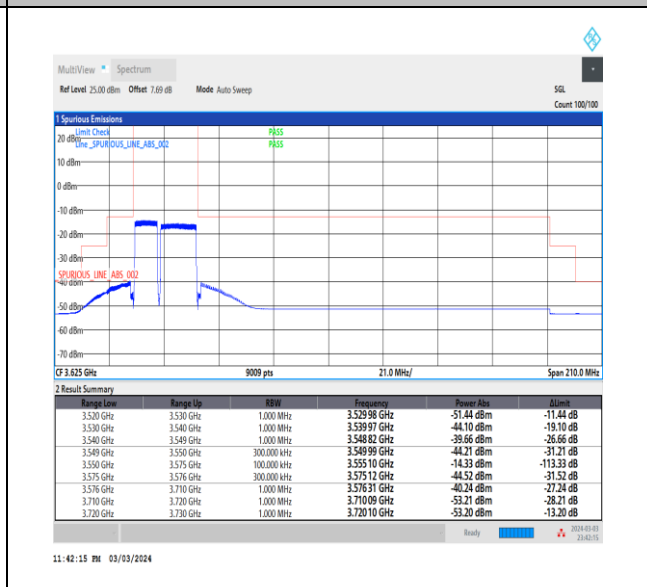 MultiView Spectrum
Ref Level 25.00 dBm Offset 7.69 dB Mode Auto Sweep SGL
Count 100/100
1 Spurious Emissions
Limit Check PASS
20 dBm
Line _SPURIOUS_LINE_ABS_002 PASS
10 dBm
0 dBm
-10 dBm
-20 dBm
-30 dBm
SPURIOUS_LINE_ABS_002
-40 dBm
-50 dBm
-60 dBm
-70 dBm
CF 3.625 GHz 9009 pts 21.0 MHz/ Span 210.0 MHz
2 Result Summary
Range Low Range Up RBW Frequency Power Abs ΔLimit
3.520 GHz 3.530 GHz 1.000 MHz 3.52998 GHz -51.44 dBm -11.44 dB
3.530 GHz 3.540 GHz 1.000 MHz 3.53997 GHz -44.10 dBm -19.10 dB
3.540 GHz 3.549 GHz 1.000 MHz 3.54882 GHz -39.66 dBm -26.66 dB
3.549 GHz 3.550 GHz 300.000 kHz 3.54999 GHz -44.21 dBm -31.21 dB
3.550 GHz 3.575 GHz 100.000 kHz 3.55510 GHz -14.33 dBm -113.33 dB
3.575 GHz 3.576 GHz 300.000 kHz 3.57512 GHz -44.52 dBm -31.52 dB
3.576 GHz 3.710 GHz 1.000 MHz 3.57631 GHz -40.24 dBm -27.24 dB
3.710 GHz 3.720 GHz 1.000 MHz 3.71009 GHz -53.21 dBm -28.21 dB
3.720 GHz 3.730 GHz 1.000 MHz 3.72010 GHz -53.20 dBm -13.20 dB
Ready 2024-03-03
23:42:15
11:42:15 PM 03/03/2024